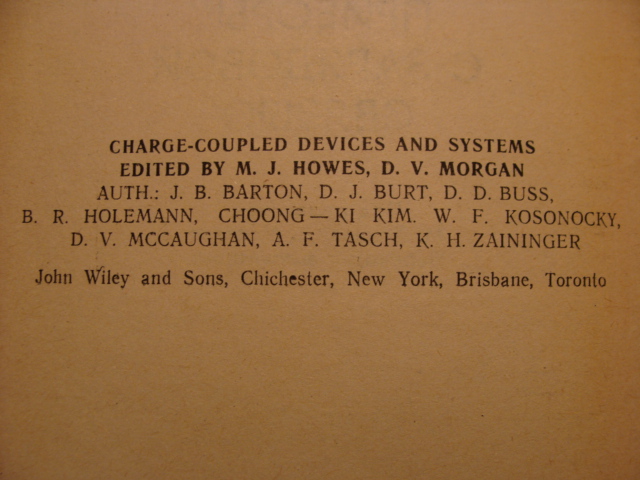 CHARGE-COUPLED DEVICES AND SYSTEMS
EDITED BY M. J. HOWES, D. V. MORGAN
AUTH.: J. B. BARTON, D. J. BURT, D. D. BUSS,
B. R. HOLEMANN, CHOONG — KI KIM. W. F. KOSONOCKY,
D. V. MCCAUGHAN, A. F. TASCH, K. H. ZAININGER
John Wiley and Sons, Chichester, New York, Brisbane, Toronto